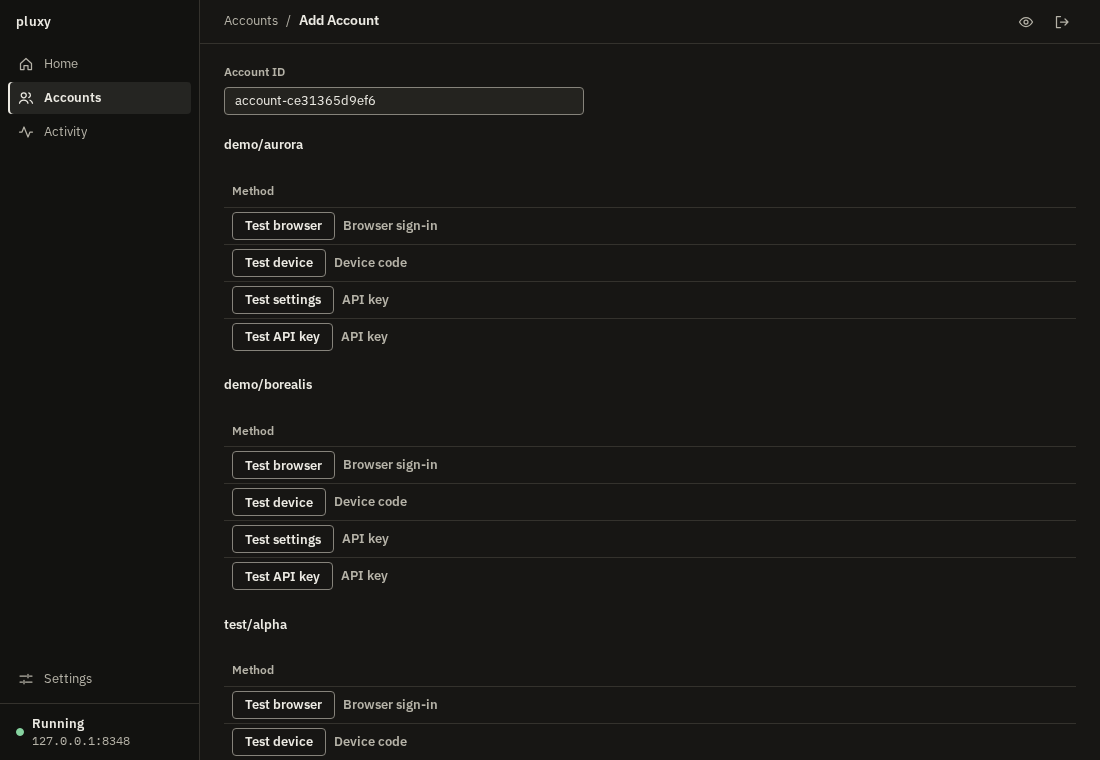 pluxy
Accounts / Add Account
Home
Accounts
Activity
Account ID
account-ce31365d9ef6
demo/aurora
Method
Test browser Browser sign-in
Test device Device code
Test settings API key
Test API key API key
demo/borealis
Method
Test browser Browser sign-in
Test device Device code
Test settings API key
Test API key API key
test/alpha
Method
Test browser Browser sign-in
Test device Device code
Settings
Running
127.0.0.1:8348